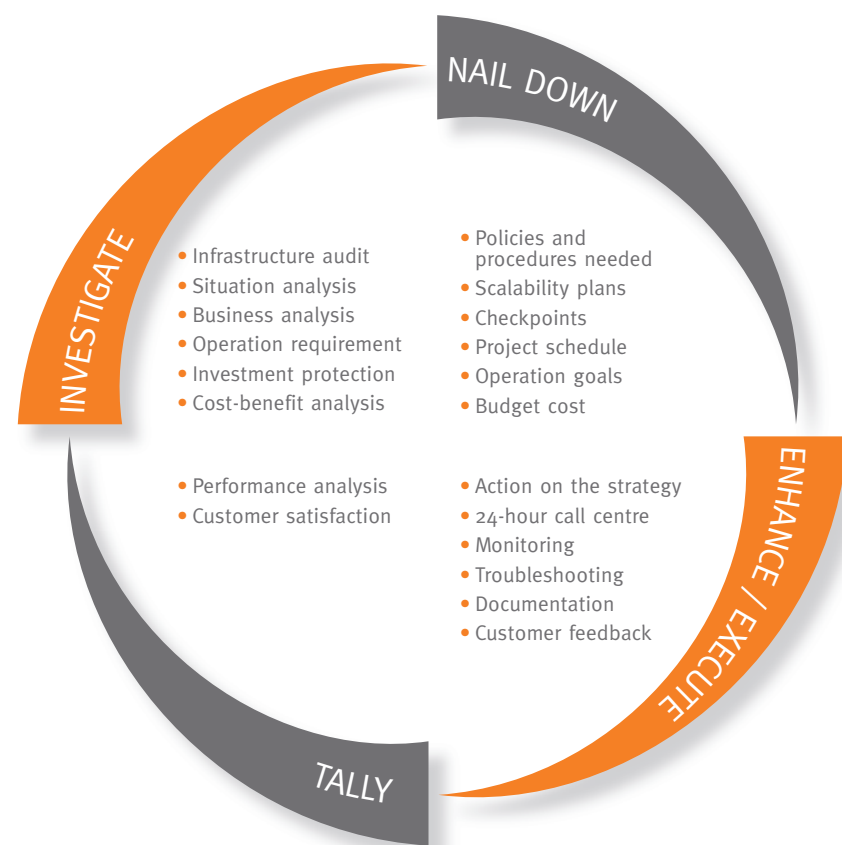 INVESTIGATE
• Infrastructure audit
• Situation analysis
• Business analysis
• Operation requirement
• Investment protection
• Cost-benefit analysis
NAIL DOWN
• Policies and
procedures needed
• Scalability plans
• Checkpoints
• Project schedule
• Operation goals
• Budget cost
ENHANCE / EXECUTE
• Action on the strategy
• 24-hour call centre
• Monitoring
• Troubleshooting
• Documentation
• Customer feedback
TALLY
• Performance analysis
• Customer satisfaction